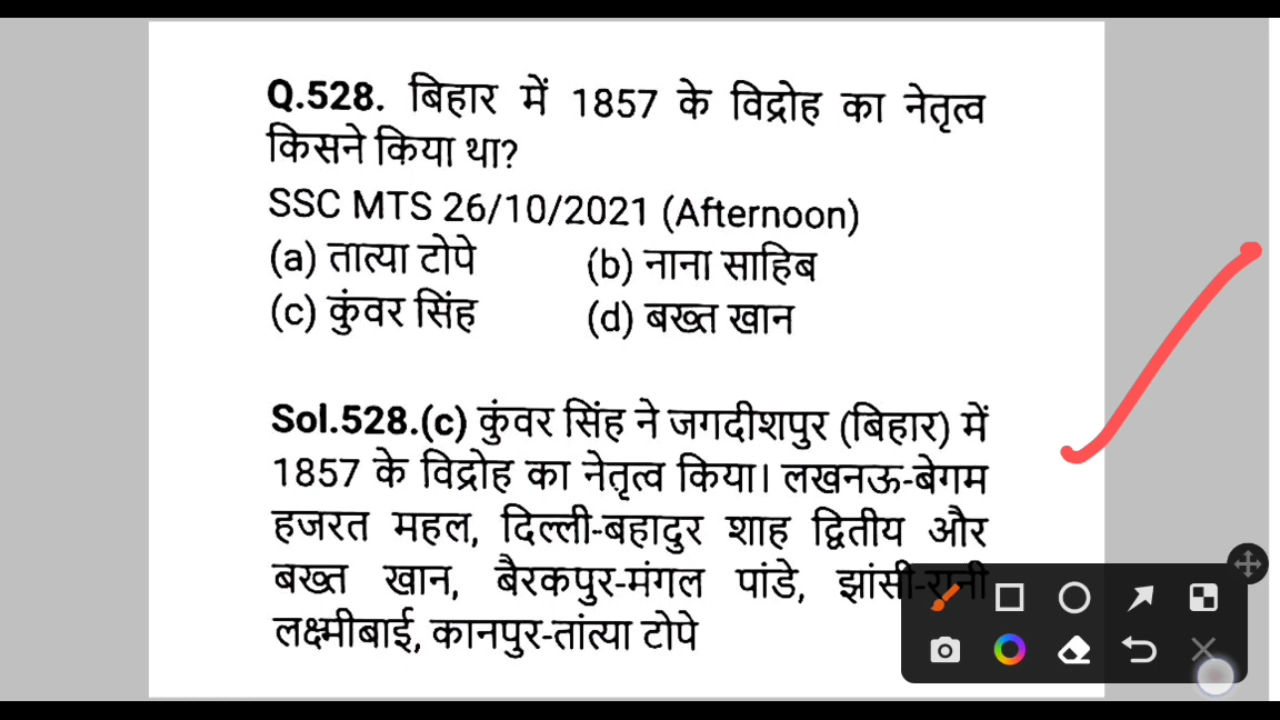 Q.528. बिहार में 1857 के विद्रोह का नेतृत्व
किसने किया था?
SSC MTS 26/10/2021 (Afternoon)
(a) तात्या टोपे (b) नाना साहिब
(c) कुंवर सिंह (d) बख्त खान
Sol.528.(c) कुंवर सिंह ने जगदीशपुर (बिहार) में
1857 के विद्रोह का नेतृत्व किया। लखनऊ-बेगम
हजरत महल, दिल्ली-बहादुर शाह द्वितीय और
बख्त खान, बैरकपुर-मंगल पांडे, झांसी-रानी
लक्ष्मीबाई, कानपुर-तांत्या टोपे